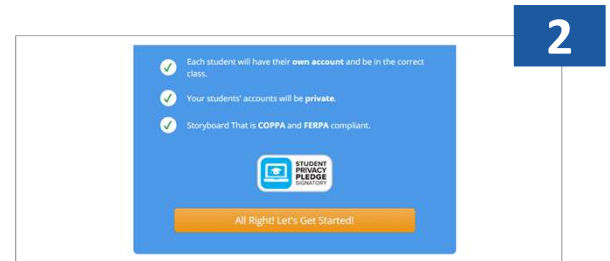 2
Each student will have their own account and be in the correct
class.
Your students' accounts will be private.
Storyboard That is COPPA and FERPA compliant.
STUDENT
PRIVACY
PLEDGE
SIGNATORY
All Right! Let's Get Started!